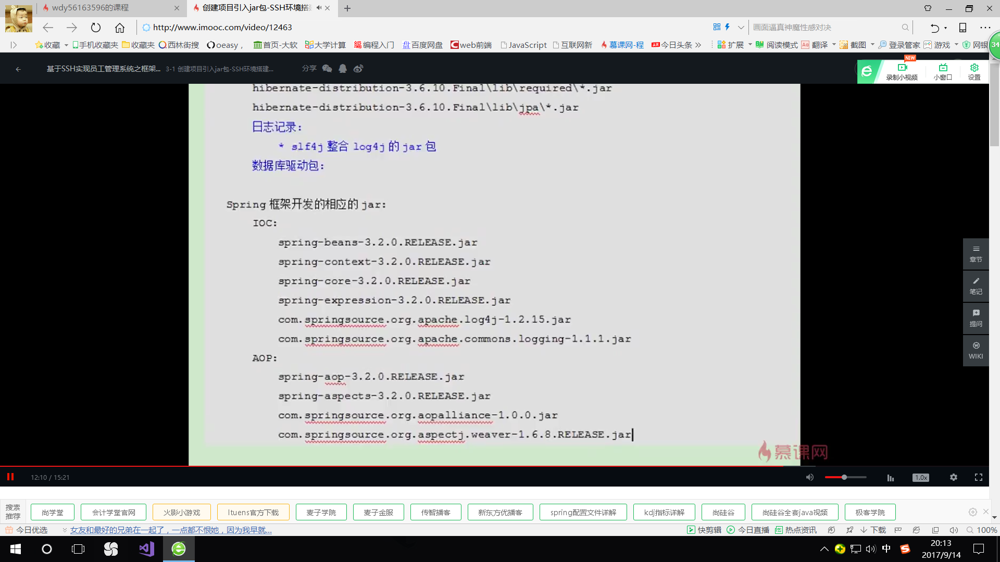 wdy56163596的课程
创建项目引入jar包-SSH环境搭
http://www.imooc.com/video/12463
画面逼真神魔性感对决
收藏 手机收藏夹 收藏夹 西林街搜 oeasy， 首页-大软 大学计算 编程入门 百度网盘 web前端 JavaScript 互联网新 慕课网-程 今日头条 » 扩展 阅读模式 翻译 截图 登录管家 游戏 网银
34
基于SSH实现员工管理系统之框架... 3-1 创建项目引入jar包-SSH环境搭建... 分享
NEW
录制小视频 小窗口 设置
hibernate-distribution-3.6.10.Final\lib\required\*.jar
hibernate-distribution-3.6.10.Final\lib\jpa\*.jar
日志记录：
* slf4j 整合 log4j 的 jar 包
数据库驱动包：
Spring 框架开发的相应的 jar:
IOC:
spring-beans-3.2.0.RELEASE.jar
spring-context-3.2.0.RELEASE.jar
spring-core-3.2.0.RELEASE.jar
spring-expression-3.2.0.RELEASE.jar
com.springsource.org.apache.log4j-1.2.15.jar
com.springsource.org.apache.commons.logging-1.1.1.jar
AOP:
spring-aop-3.2.0.RELEASE.jar
spring-aspects-3.2.0.RELEASE.jar
com.springsource.org.aopalliance-1.0.0.jar
com.springsource.org.aspectj.weaver-1.6.8.RELEASE.jar
慕课网
章节
笔记
提问
WIKI
12:10 / 15:21
1.0x
搜索
推荐
尚学堂 会计学堂官网 火影小游戏 Ituens官方下载 麦子学院 麦子金服 传智播客 新东方优播客 spring配置文件详解 kdj指标详解 尚硅谷 尚硅谷全套java视频 极客学院
今日优选 女友和最好的兄弟在一起了，一点都不恨她，因为我早就... 快剪辑 今日直播 热点资讯 下载 100%
中
20:13
2017/9/14